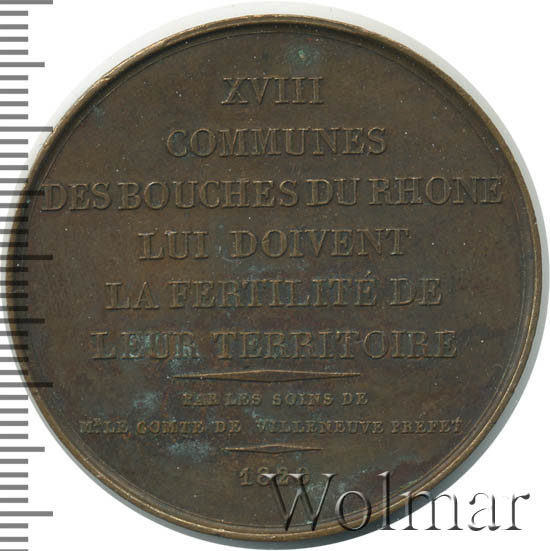 XVIII
COMMUNES
DES BOUCHES DU RHONE
LUI DOIVENT
LA FERTILITÉ DE
LEUR TERRITOIRE
PAR LES SOINS DE
MR. LE COMTE DE VILLENEUVE PREFET
Wolmar